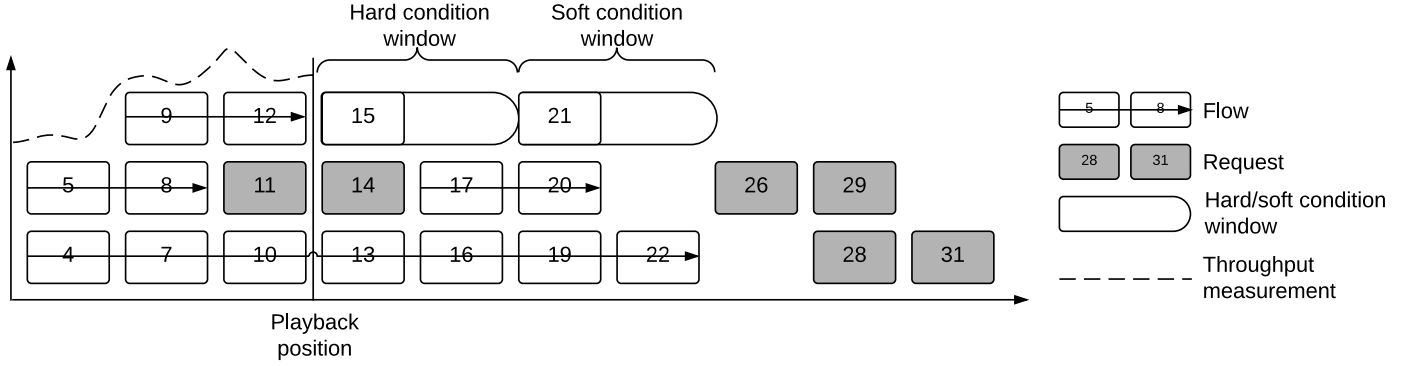 Hard condition
window
Soft condition
window
9 12 15 21
5 8 11 14 17 20 26 29
4 7 10 13 16 19 22 28 31
Playback
position
5 8 Flow
28 31 Request
Hard/soft condition
window
Throughput
measurement